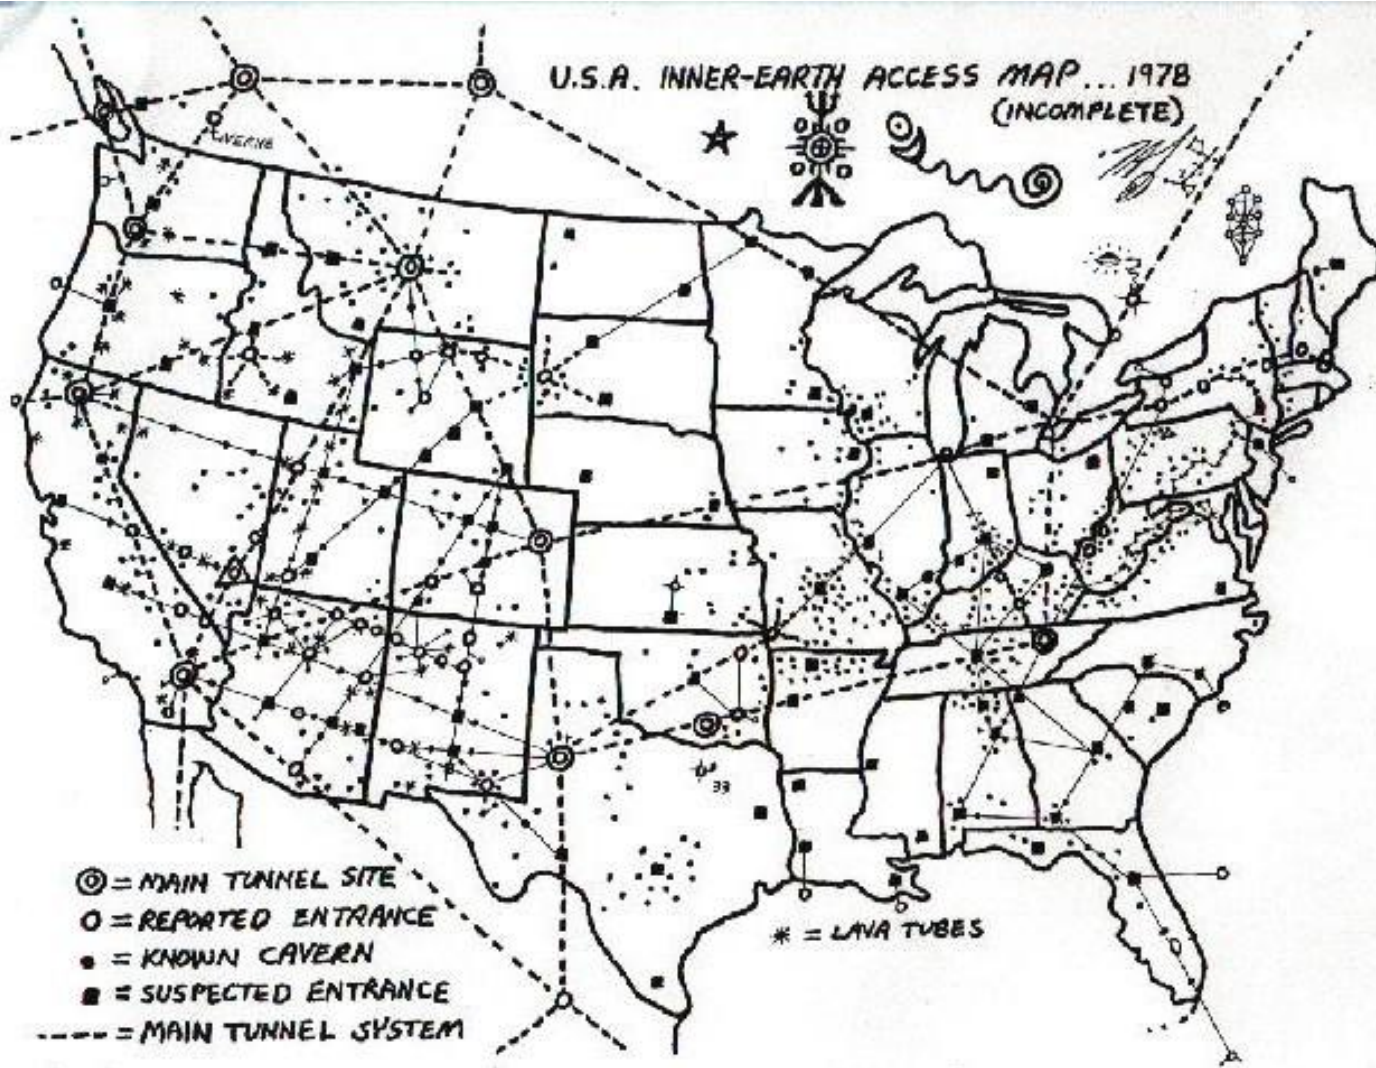 U.S.A. INNER-EARTH ACCESS MAP... 1978
(INCOMPLETE)
CAVERNS
33
= MAIN TUNNEL SITE
= REPORTED ENTRANCE
= KNOWN CAVERN
= SUSPECTED ENTRANCE
= MAIN TUNNEL SYSTEM
* = LAVA TUBES